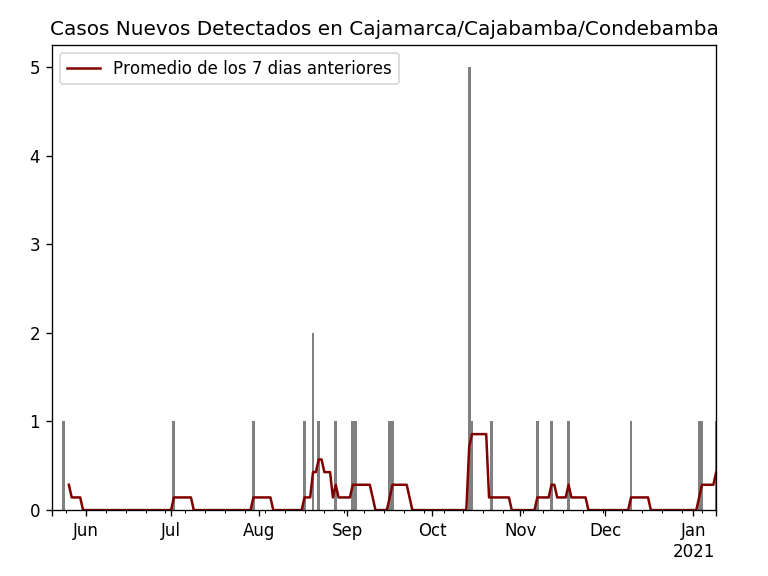 Casos Nuevos Detectados en Cajamarca/Cajabamba/Condebamba
Promedio de los 7 dias anteriores
5
4
3
2
1
0
Jun Jul Aug Sep Oct Nov Dec Jan
2021